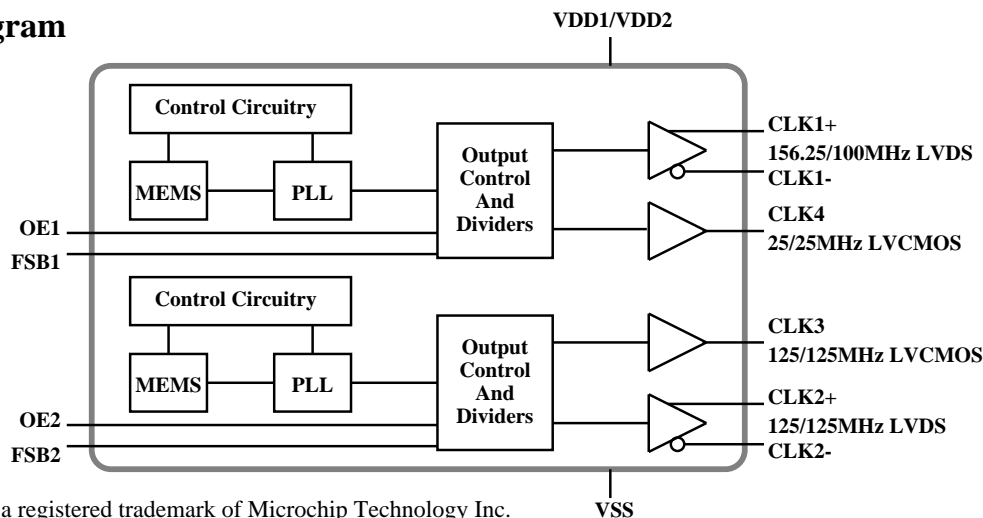 gram
VDD1/VDD2
Control Circuitry
MEMS
PLL
Output
Control
And
Dividers
CLK1+
156.25/100MHz LVDS
CLK1-
CLK4
25/25MHz LVCMOS
OE1
FSB1
Control Circuitry
MEMS
PLL
Output
Control
And
Dividers
CLK3
125/125MHz LVCMOS
CLK2+
125/125MHz LVDS
CLK2-
OE2
FSB2
VSS
a registered trademark of Microchip Technology Inc.